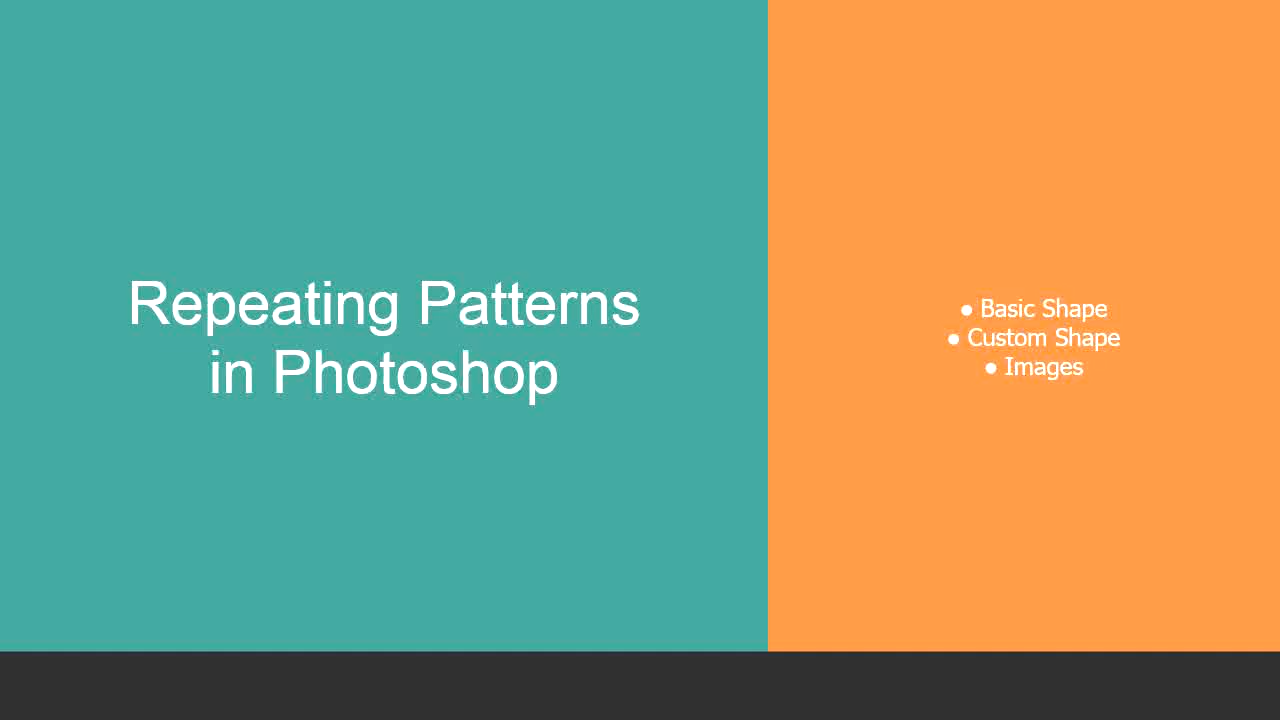 Repeating Patterns
in Photoshop
● Basic Shape
● Custom Shape
● Images